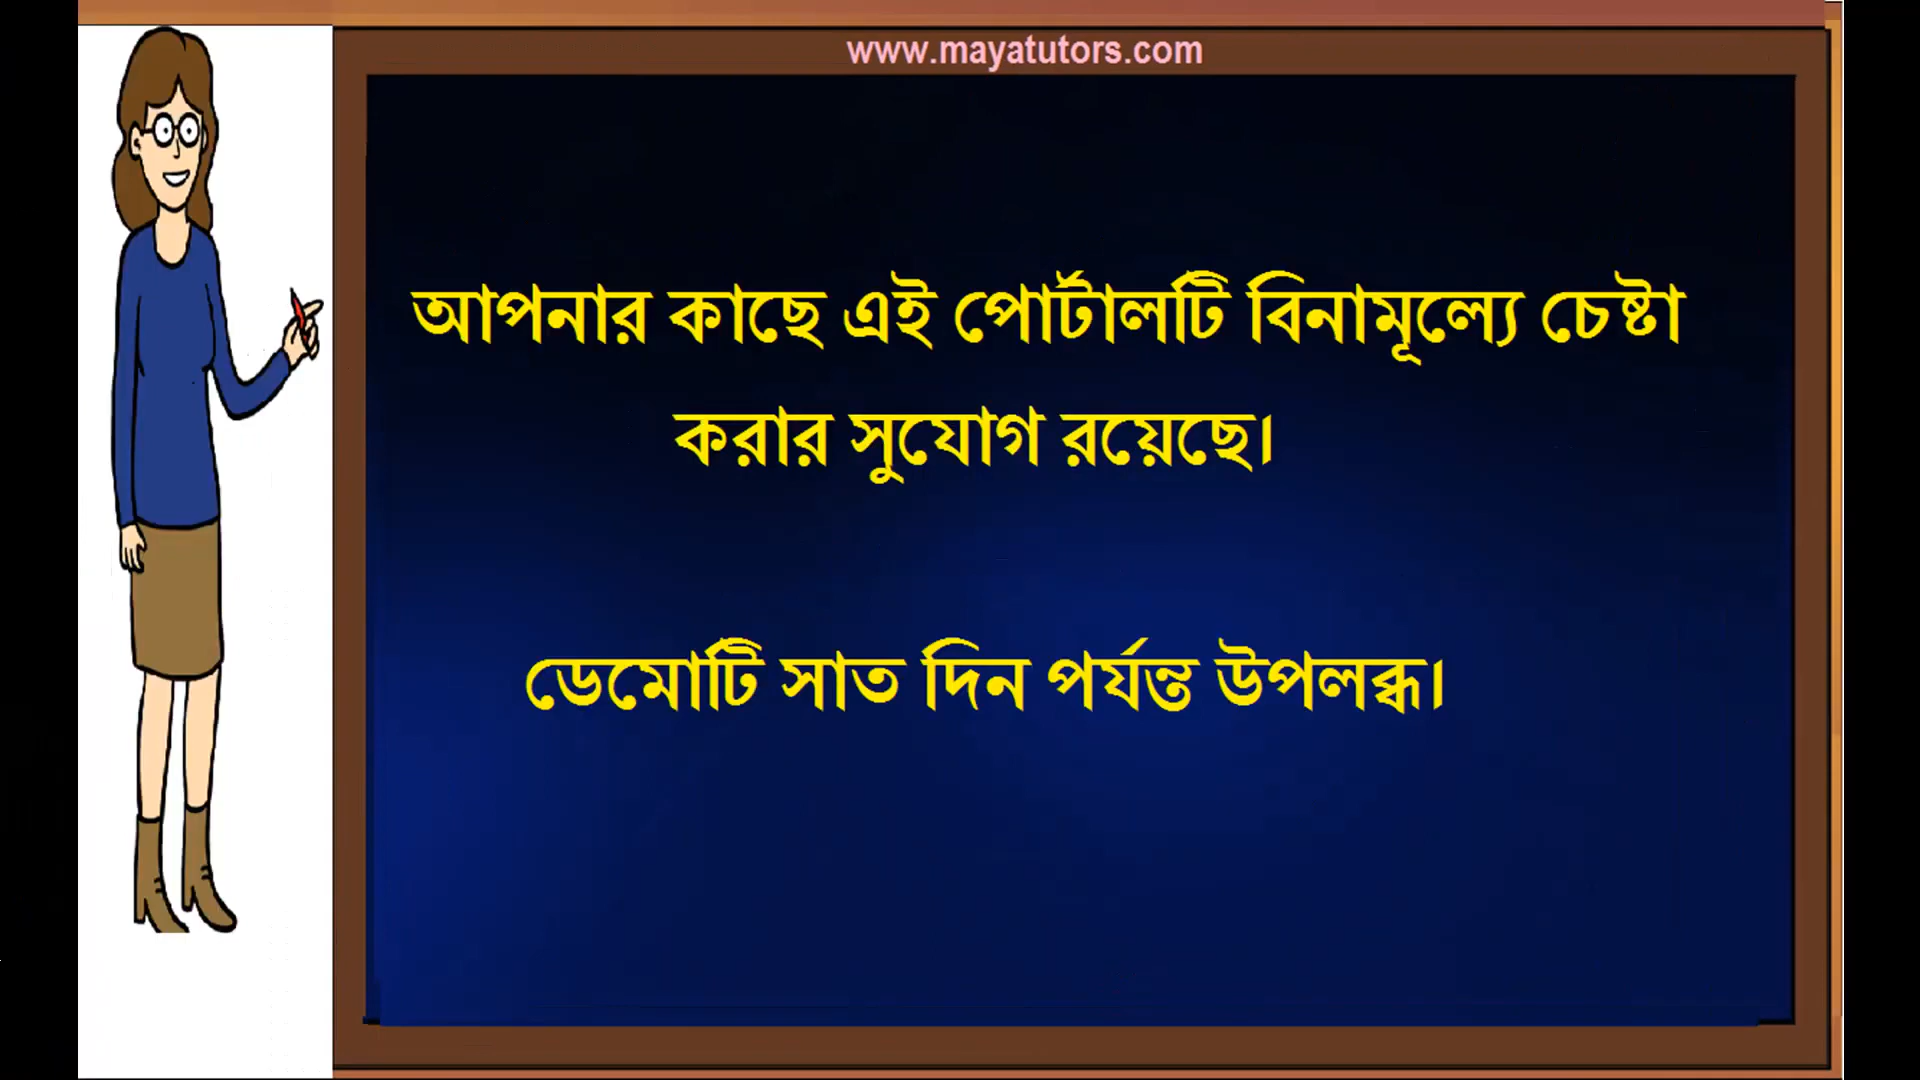 www.mayatutors.com
আপনার কাছে এই পোর্টালটি বিনামূল্যে চেষ্টা
করার সুযোগ রয়েছে।
ডেমোটি সাত দিন পর্যন্ত উপলব্ধ।